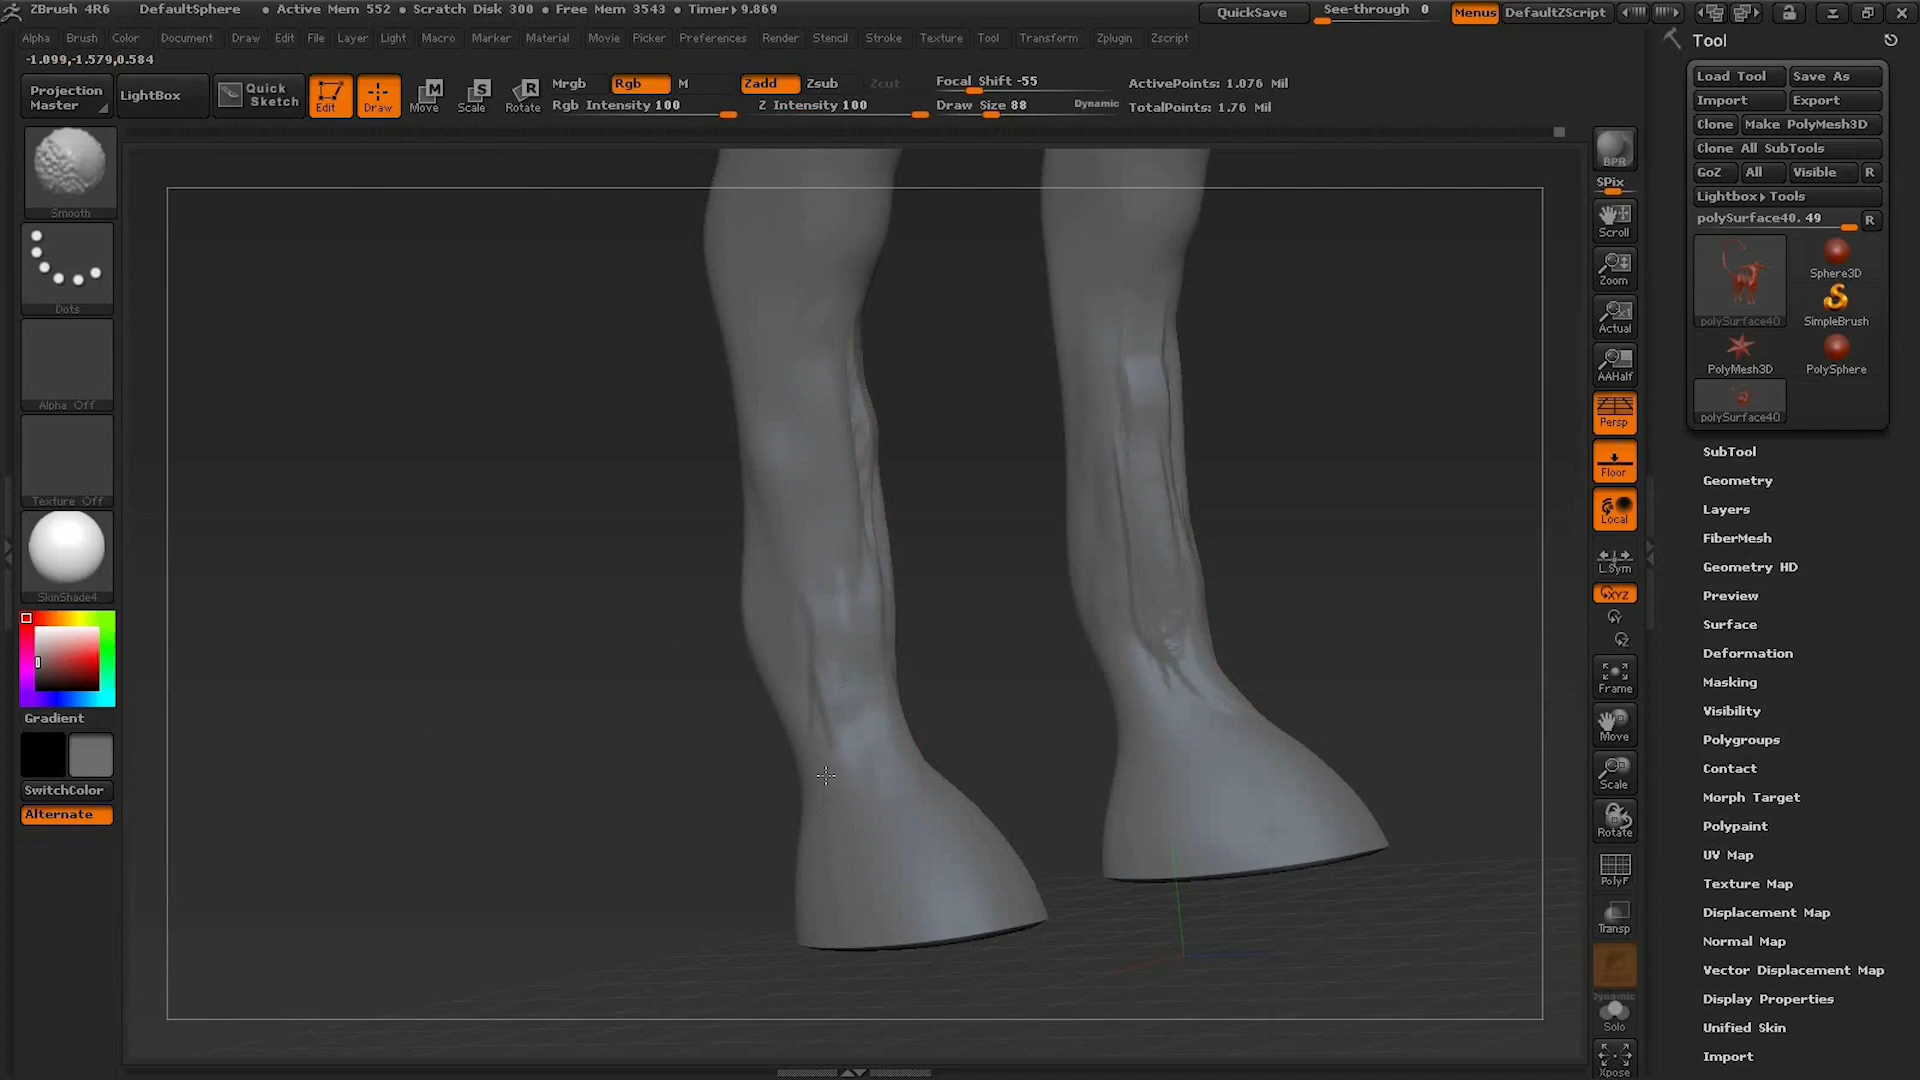 ZBrush 4R6 DefaultSphere • Active Mem 552 • Scratch Disk 300 • Free Mem 3543 • Timer▸9.869 QuickSave See-through 0 Menus DefaultZScript
Alpha Brush Color Document Draw Edit File Layer Light Macro Marker Material Movie Picker Preferences Render Stencil Stroke Texture Tool Transform Zplugin Zscript
-1.099,-1.579,0.584
Projection Master
LightBox
Quick Sketch
Edit
Draw
Move
Scale
Rotate
Mrgb Rgb M
Rgb Intensity 100
Zadd Zsub Zcut
Z Intensity 100
Focal Shift -55
Draw Size 88 Dynamic
ActivePoints: 1.076 Mil
TotalPoints: 1.76 Mil
Smooth
Dots
Alpha Off
Texture Off
SkinShade4
Gradient
SwitchColor
Alternate
BPR
SPix
Scroll
Zoom
Actual
AAHalf
Persp
Floor
Local
L.Sym
XYZ
Y
Z
Frame
Move
Scale
Rotate
PolyF
Transp
Dynamic
Solo
Xpose
Tool
Load Tool Save As
Import Export
Clone Make PolyMesh3D
Clone All SubTools
GoZ All Visible R
Lightbox▸Tools
polySurface40. 49 R
polySurface40
Sphere3D
SimpleBrush
PolyMesh3D
PolySphere
polySurface40
SubTool
Geometry
Layers
FiberMesh
Geometry HD
Preview
Surface
Deformation
Masking
Visibility
Polygroups
Contact
Morph Target
Polypaint
UV Map
Texture Map
Displacement Map
Normal Map
Vector Displacement Map
Display Properties
Unified Skin
Import